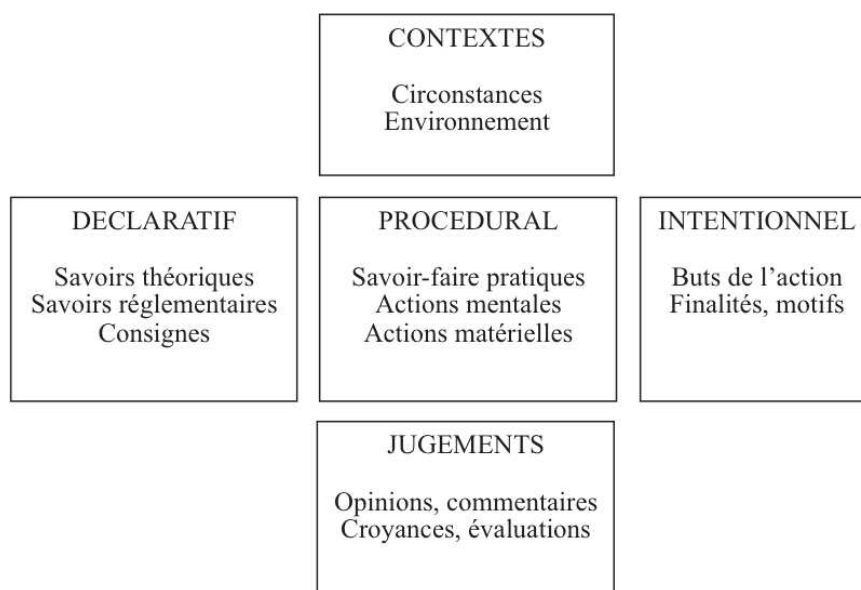 CONTEXTES
Circonstances
Environnement
DECLARATIF
Savoirs théoriques
Savoirs réglementaires
Consignes
PROCEDURAL
Savoir-faire pratiques
Actions mentales
Actions matérielles
INTENTIONNEL
Buts de l’action
Finalités, motifs
JUGEMENTS
Opinions, commentaires
Croyances, évaluations